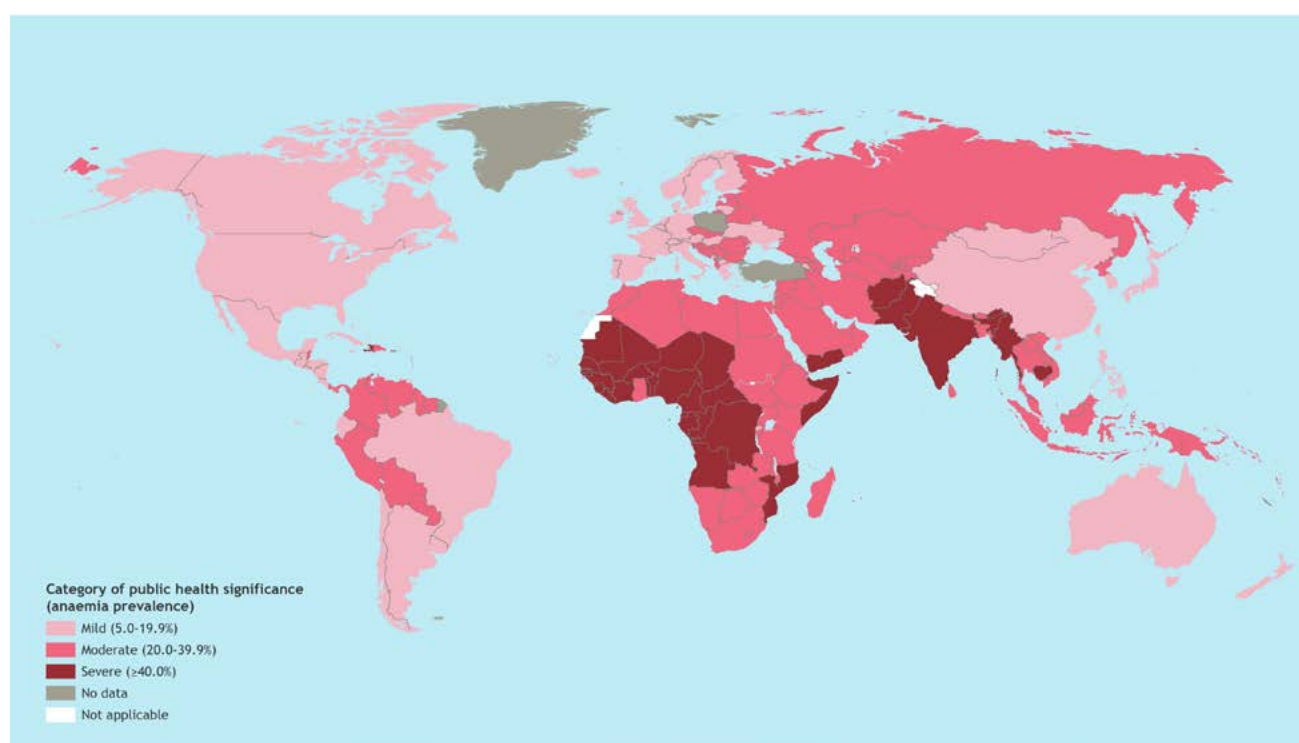 Category of public health significance
(anaemia prevalence)
Mild (5.0-19.9%)
Moderate (20.0-39.9%)
Severe (≥40.0%)
No data
Not applicable